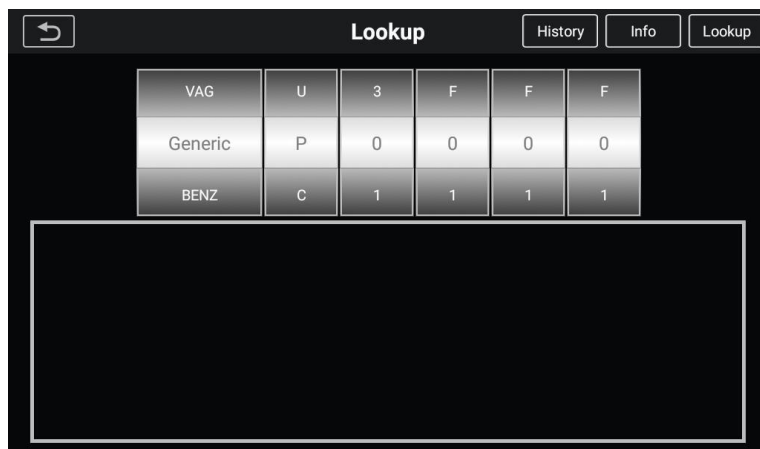 Lookup History Info Lookup
VAG U 3 F F F
Generic P 0 0 0 0
BENZ C 1 1 1 1